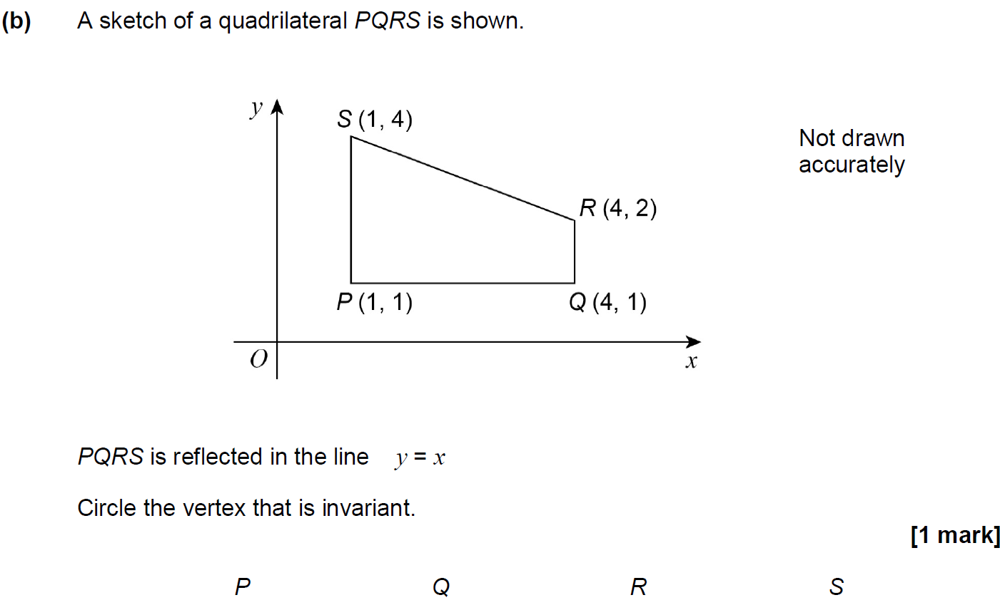 (b) A sketch of a quadrilateral PQRS is shown.
y
S (1, 4)
Not drawn
accurately
R (4, 2)
P (1, 1)
Q (4, 1)
O
x
PQRS is reflected in the line y = x
Circle the vertex that is invariant.
[1 mark]
P Q R S